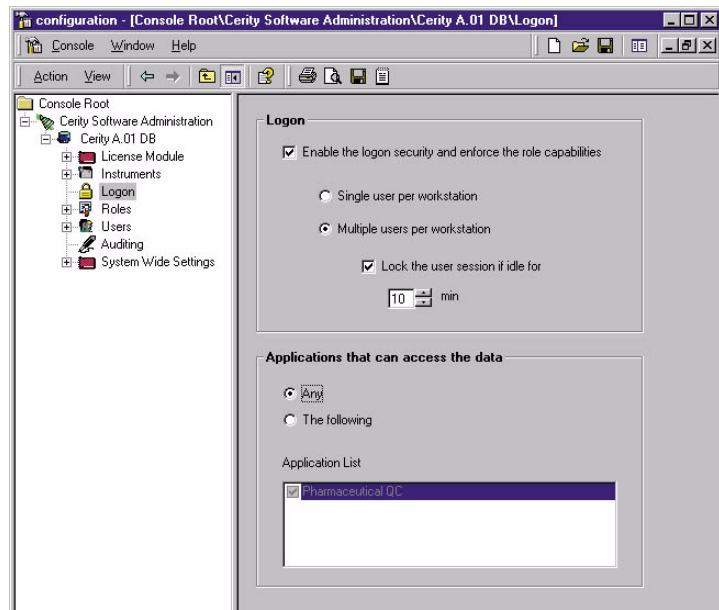 configuration - [Console Root\Cerity Software Administration\Cerity A.01 DB\Logon]
Console Window Help
Action View
Console Root
Cerity Software Administration
Cerity A.01 DB
License Module
Instruments
Logon
Roles
Users
Auditing
System Wide Settings
Logon
Enable the logon security and enforce the role capabilities
Single user per workstation
Multiple users per workstation
Lock the user session if idle for
10 min
Applications that can access the data
Any
The following
Application List
Pharmaceutical QC